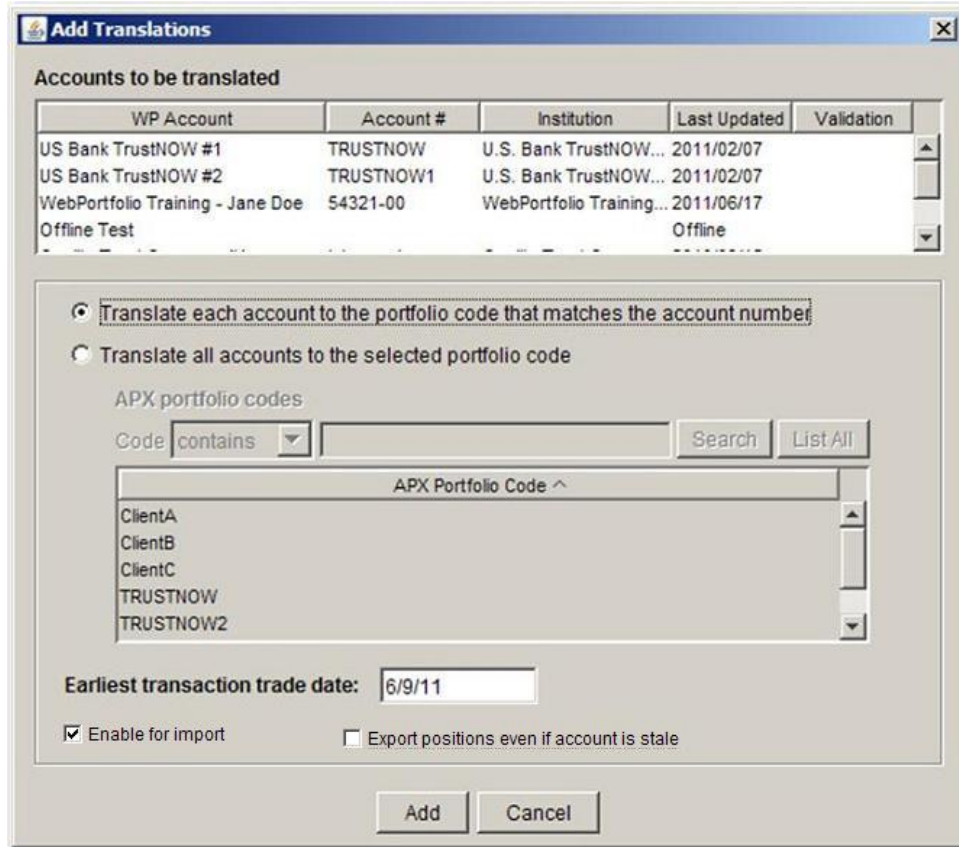 Add Translations
Accounts to be translated
WP Account Account # Institution Last Updated Validation
US Bank TrustNOW #1 TRUSTNOW U.S. Bank TrustNOW... 2011/02/07
US Bank TrustNOW #2 TRUSTNOW1 U.S. Bank TrustNOW... 2011/02/07
WebPortfolio Training - Jane Doe 54321-00 WebPortfolio Training... 2011/06/17
Offline Test Offline
Translate each account to the portfolio code that matches the account number
Translate all accounts to the selected portfolio code
APX portfolio codes
Code contains Search List All
APX Portfolio Code ^
ClientA
ClientB
ClientC
TRUSTNOW
TRUSTNOW2
Earliest transaction trade date: 6/9/11
Enable for import Export positions even if account is stale
Add Cancel